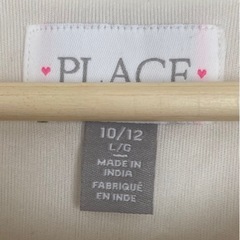 PLACE
10/12
L/G
MADE IN
INDIA
FABRIQUÉ
EN INDE